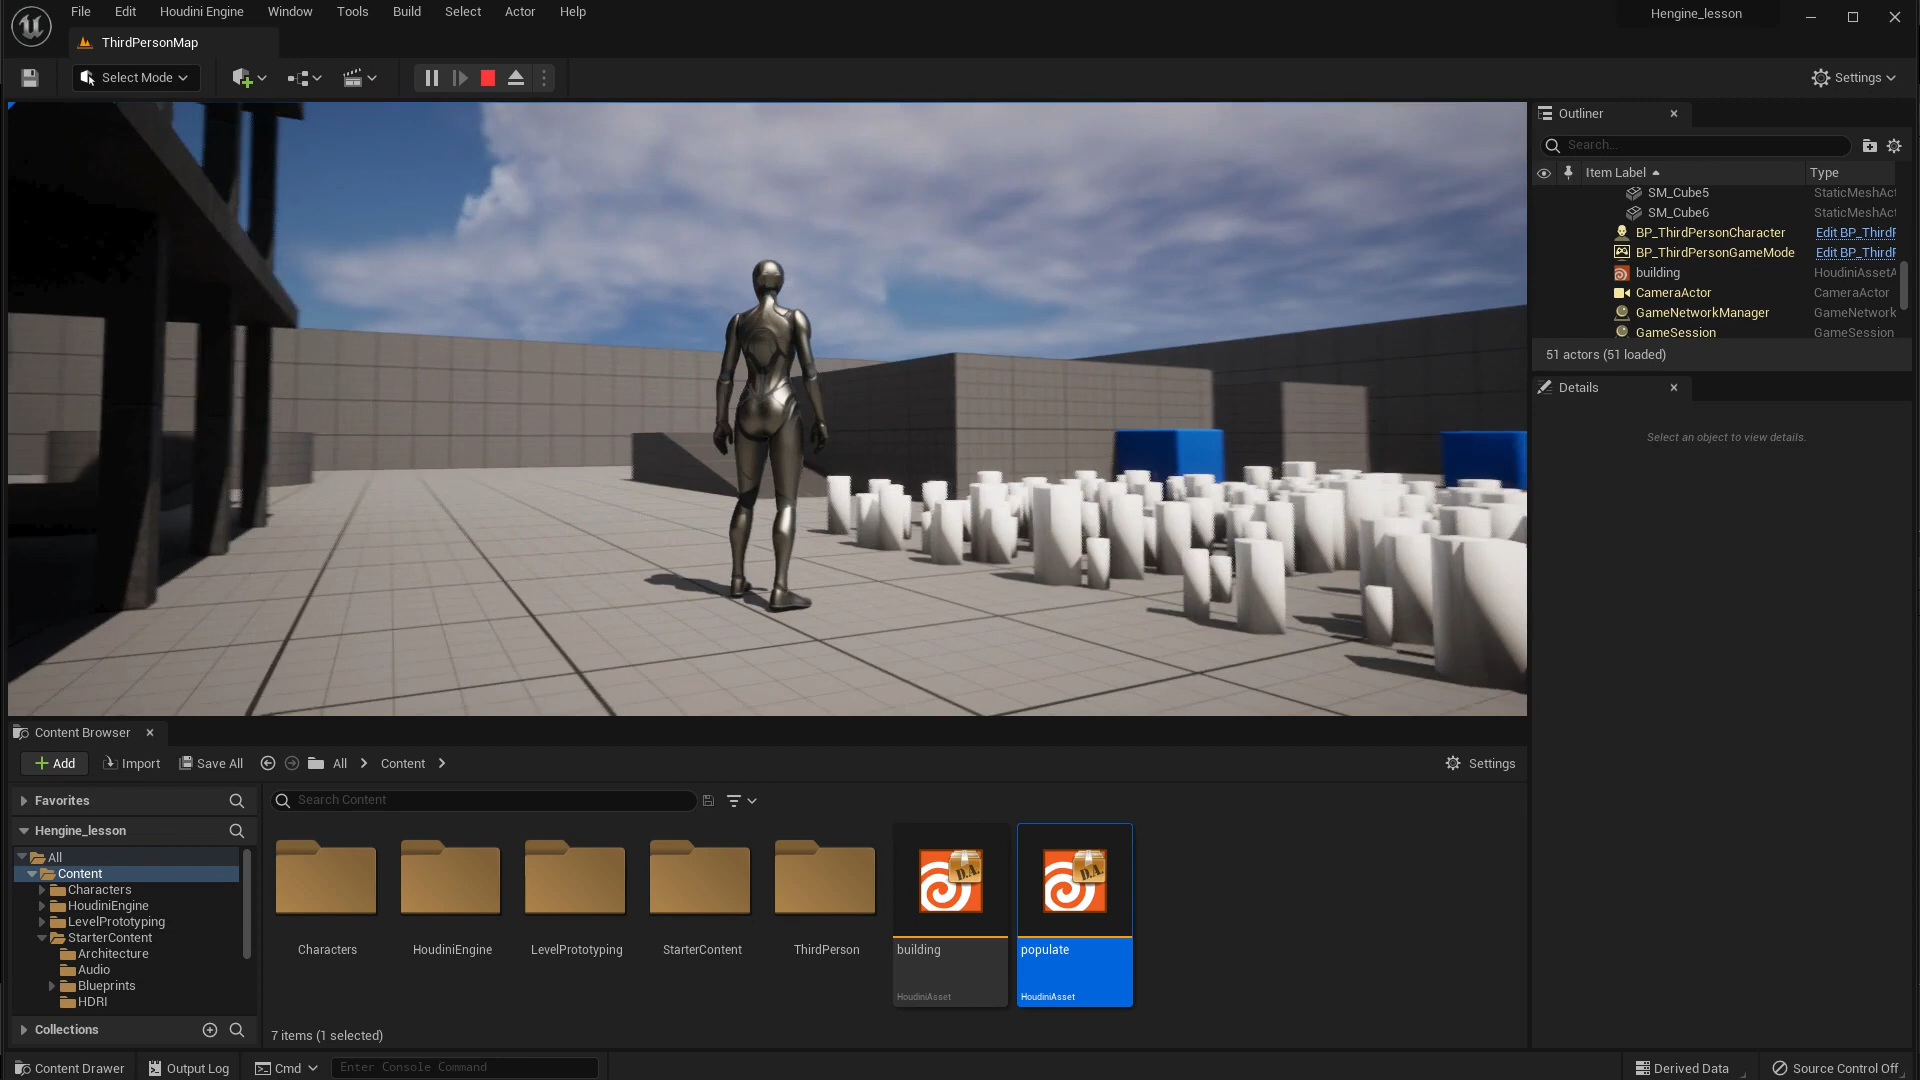 File Edit Houdini Engine Window Tools Build Select Actor Help
Hengine_lesson
ThirdPersonMap
Select Mode
Settings
Outliner
Search...
Item Label Type
SM_Cube5 StaticMeshAct
SM_Cube6 StaticMeshAct
BP_ThirdPersonCharacter Edit BP_Third
BP_ThirdPersonGameMode Edit BP_Third
building HoudiniAssetA
CameraActor CameraActor
GameNetworkManager GameNetwork
GameSession GameSession
51 actors (51 loaded)
Details
Select an object to view details.
Content Browser
Add Import Save All All Content Settings
Favorites
Search Content
Hengine_lesson
All
Content
Characters
HoudiniEngine
LevelPrototyping
StarterContent
Architecture
Audio
Blueprints
HDRI
Collections
D.A.
D.A.
Characters HoudiniEngine LevelPrototyping StarterContent ThirdPerson building populate
HoudiniAsset HoudiniAsset
7 items (1 selected)
Content Drawer Output Log Cmd Enter Console Command Derived Data Source Control Off